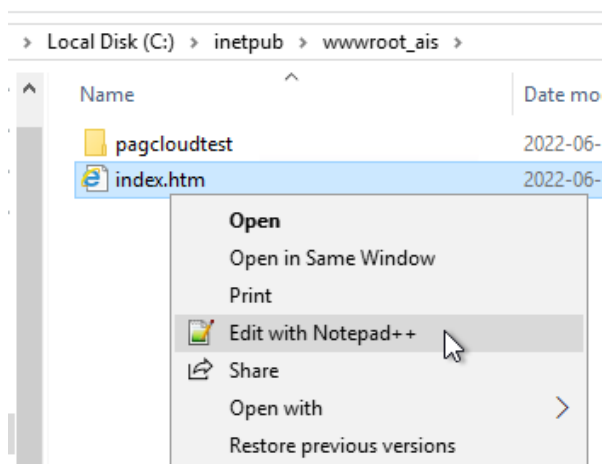 > Local Disk (C:) > inetpub > wwwroot_ais >
Name Date mo
pagcloudtest 2022-06-
index.htm 2022-06-
Open
Open in Same Window
Print
Edit with Notepad++
Share
Open with >
Restore previous versions